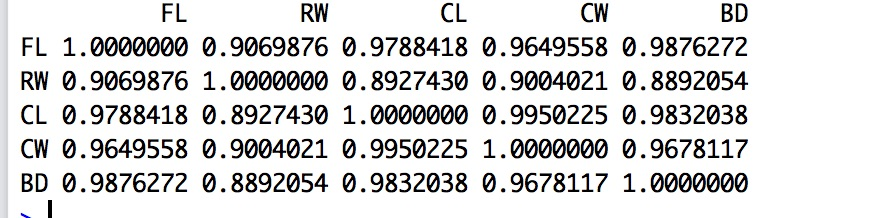 FL RW CL CW BD
FL 1.0000000 0.9069876 0.9788418 0.9649558 0.9876272
RW 0.9069876 1.0000000 0.8927430 0.9004021 0.8892054
CL 0.9788418 0.8927430 1.0000000 0.9950225 0.9832038
CW 0.9649558 0.9004021 0.9950225 1.0000000 0.9678117
BD 0.9876272 0.8892054 0.9832038 0.9678117 1.0000000
>